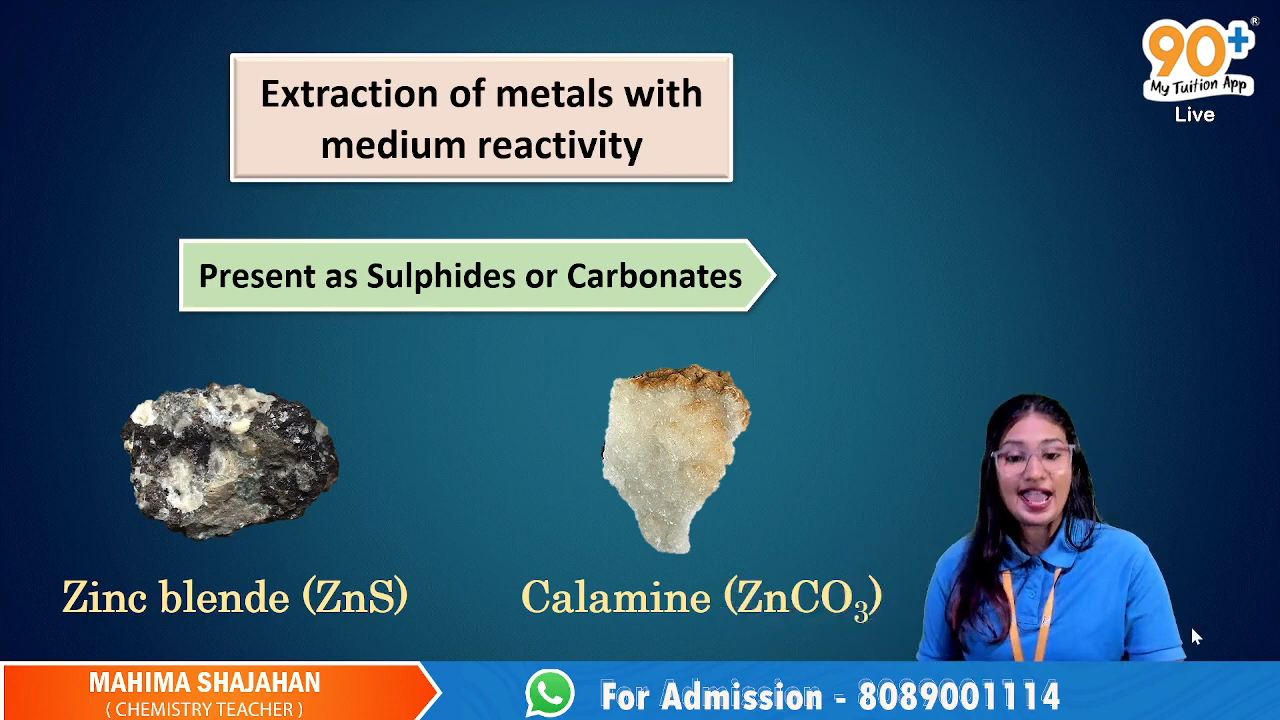 90+
®
My Tuition App
Live
Extraction of metals with
medium reactivity
Present as Sulphides or Carbonates
Zinc blende (ZnS)
Calamine (ZnCO₃)
MAHIMA SHAJAHAN
( CHEMISTRY TEACHER )
For Admission - 8089001114